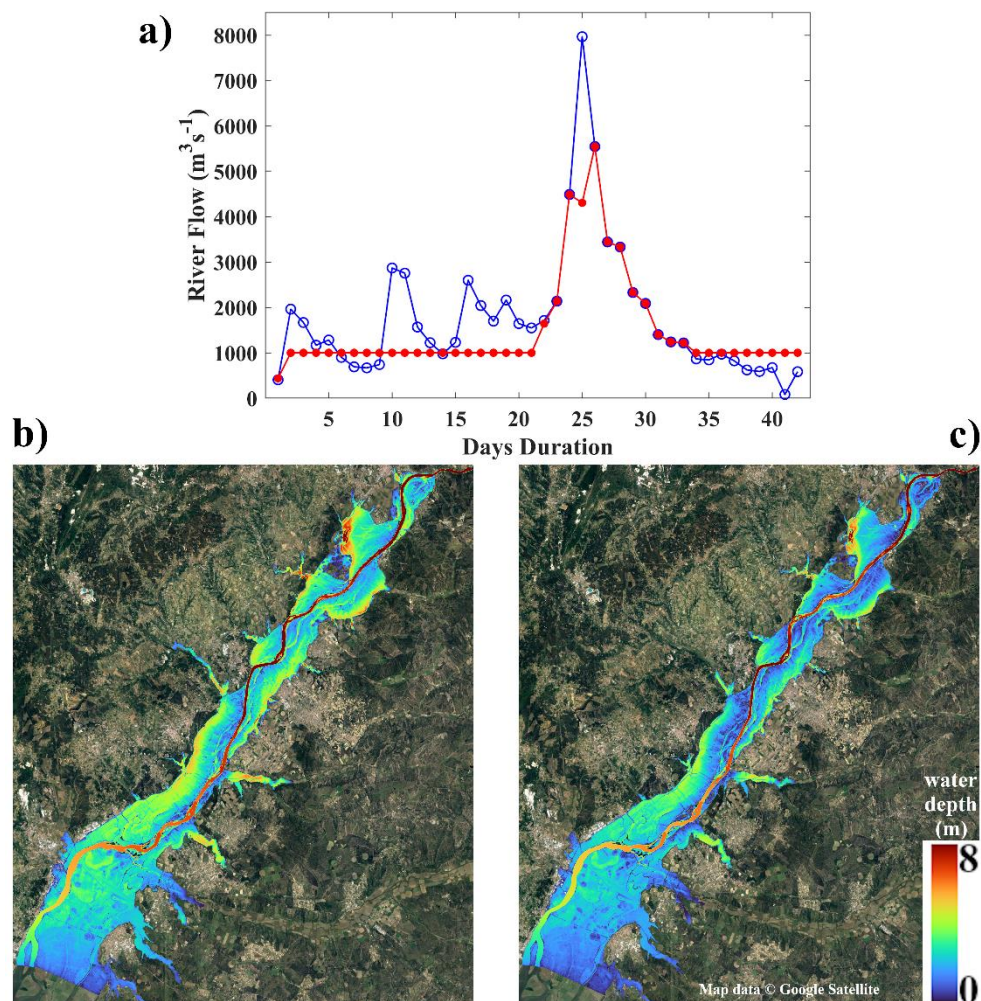 a)
8000
7000
6000
5000
4000
3000
2000
1000
0
River Flow (m³s⁻¹)
5 10 15 20 25 30 35 40
Days Duration
b)
c)
water
depth
(m)
8
0
Map data © Google Satellite